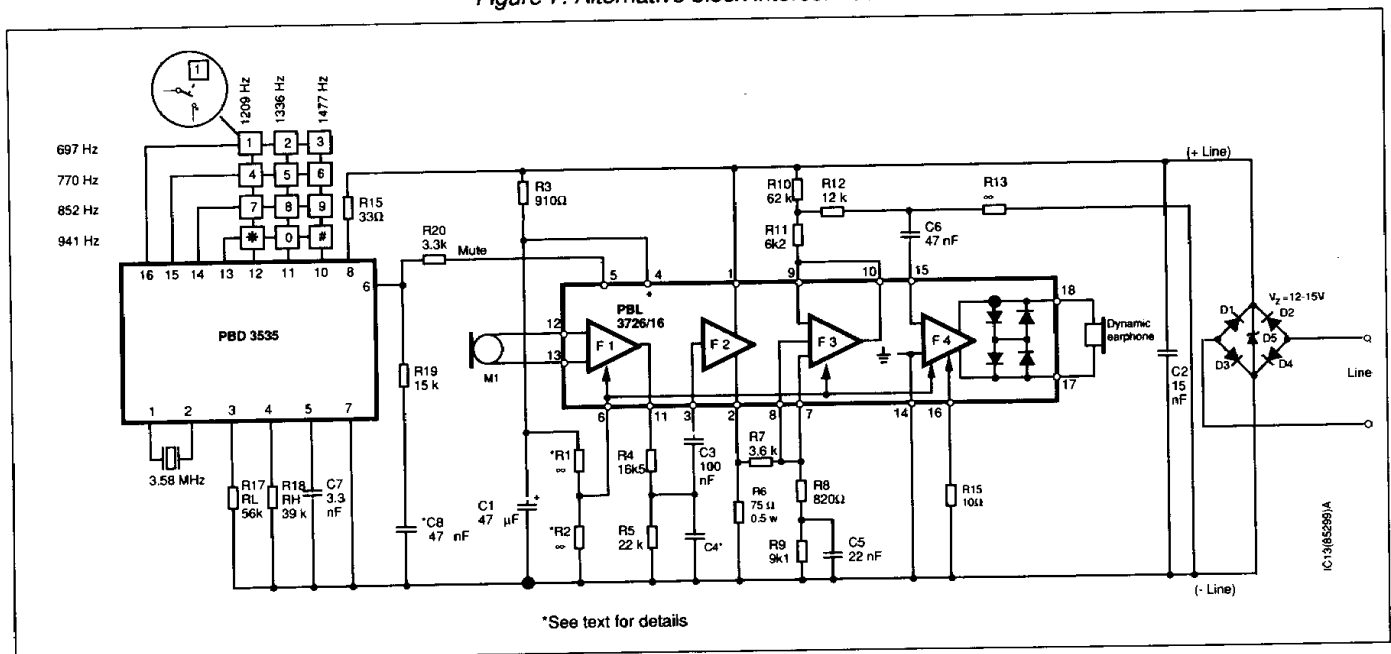 1
1209 Hz
1336 Hz
1477 Hz
697 Hz
1 2 3
770 Hz
4 5 6
852 Hz
7 8 9
941 Hz
* 0 #
R15
33Ω
16 15 14 13 12 11 10 8
6
PBD 3535
1 2 3 4 5 7
3.58 MHz
R17
RL
56k
R18
RH
39 k
C7
3.3
nF
R20
3.3k
Mute
R19
15 k
*C8
47 nF
R3
910Ω
C1
47 µF
+
5 4 1 9 10 15
+
PBL
3726/16
12
13
M1
F 1
F 2
F 3
F 4
18
17
Dynamic
earphone
6 11 3 2 8 7 14 16
*R1
∞
*R2
∞
R4
16k5
R5
22 k
C3
100
nF
C4*
R7
3.6 k
R6
75 Ω
0.5 w
R8
820Ω
R9
9k1
C5
22 nF
R15
10Ω
R10
62 k
R11
6k2
R12
12 k
C6
47 nF
R13
∞
(+ Line)
C2
15
nF
VZ =12-15V
D1
D2
D5
D3
D4
Line
(- Line)
IC13(85299)A
*See text for details